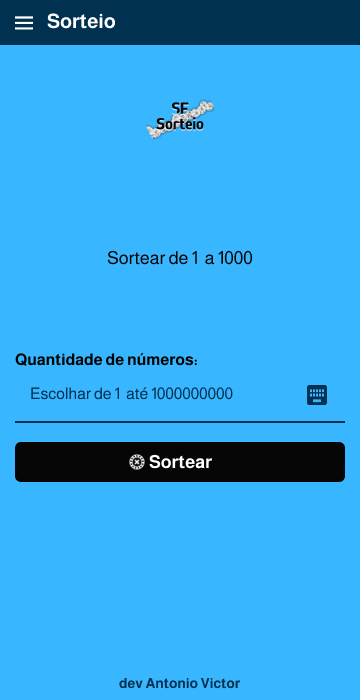 Sorteio
SF
Sorteio
Sortear de 1 a 1000
Quantidade de números:
Escolhar de 1 até 1000000000
Sortear
dev Antonio Victor